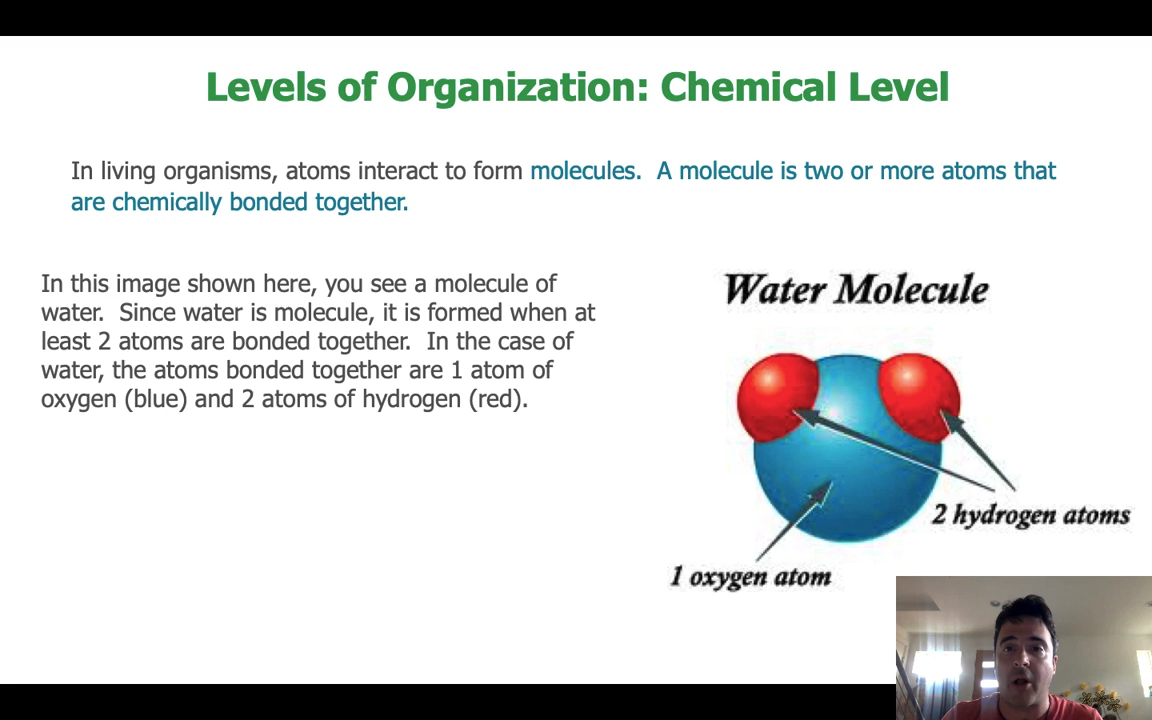 Levels of Organization: Chemical Level
In living organisms, atoms interact to form molecules.  A molecule is two or more atoms that
are chemically bonded together.
In this image shown here, you see a molecule of
water.  Since water is molecule, it is formed when at
least 2 atoms are bonded together.  In the case of
water, the atoms bonded together are 1 atom of
oxygen (blue) and 2 atoms of hydrogen (red).
Water Molecule
2 hydrogen atoms
1 oxygen atom